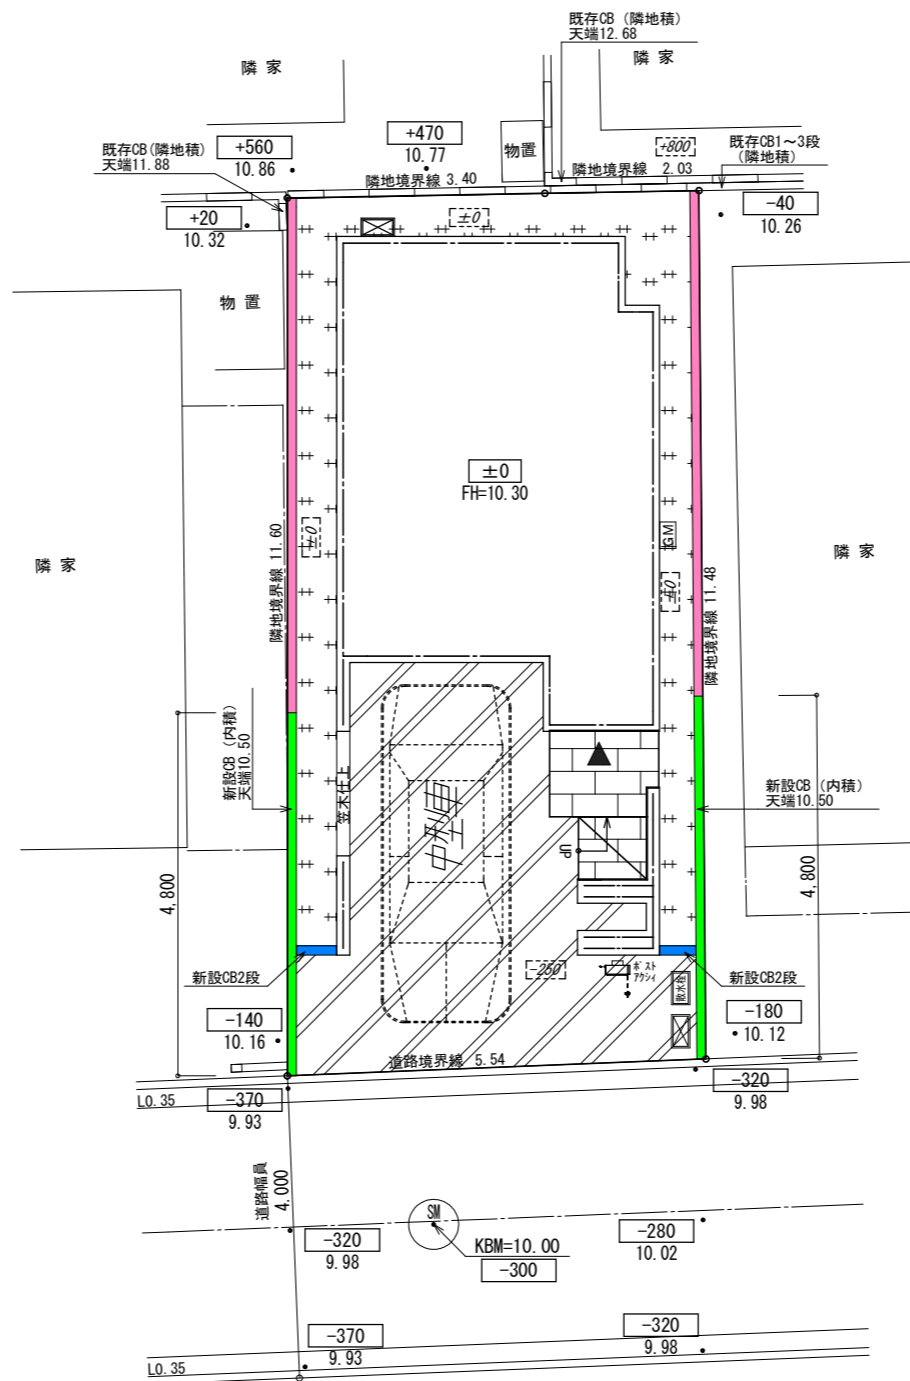 既存CB（隣地積）
天端12.68
隣 家
隣 家
+560
10.86
+470
10.77
物置
+800
既存CB1～3段
（隣地積）
既存CB(隣地積)
天端11.88
隣地境界線 3.40
隣地境界線 2.03
+20
10.32
±0
-40
10.26
物 置
±0
FH=10.30
隣地境界線 11.60
±0
GM
±0
隣地境界線 11.48
隣 家
隣 家
新設CB（内積）
天端10.50
笠木仕上
中型車
UP
新設CB（内積）
天端10.50
4,800
4,800
新設CB2段
-250
ポスト
アクシィ
散水栓
新設CB2段
-140
10.16
-180
10.12
道路境界線 5.54
L0.35
-370
9.93
-320
9.98
道路幅員
4,000
SM
-320
9.98
KBM=10.00
-300
-280
10.02
-370
9.93
-320
9.98
L0.35